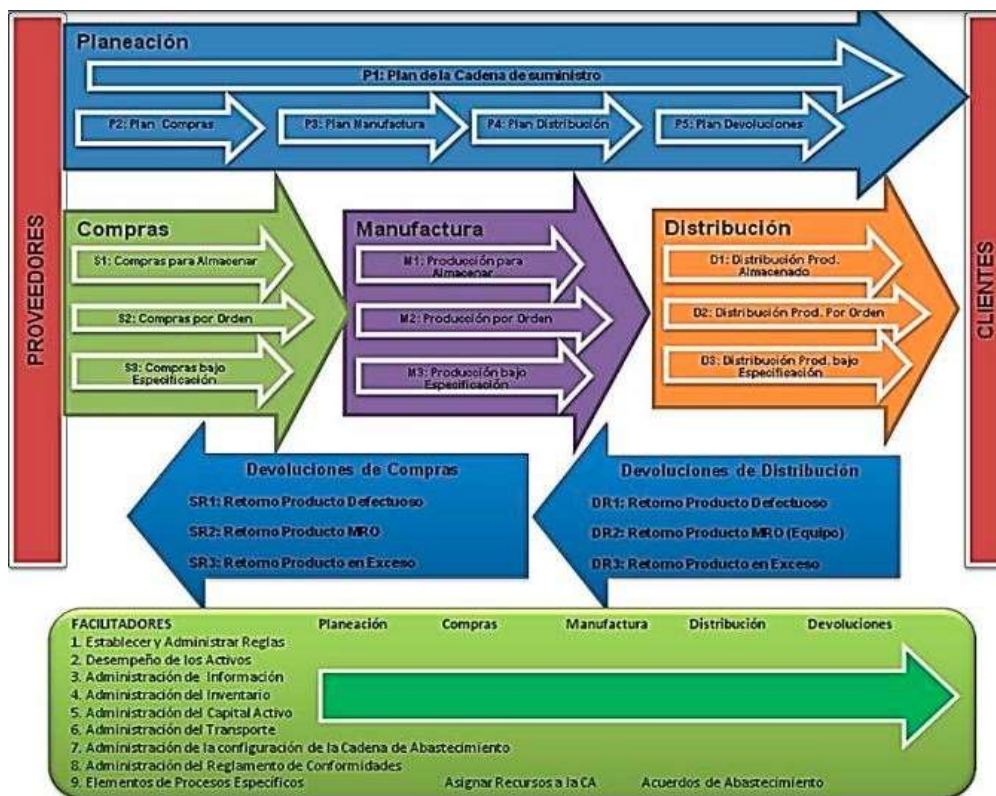 PROVEEDORES
Planeación
P1: Plan de la Cadena de suministro
P2: Plan Compras
P3: Plan Manufactura
P4: Plan Distribución
P5: Plan Devoluciones
Compras
S1: Compras para Almacenar
S2: Compras por Orden
S3: Compras bajo
Especificación
Manufactura
M1: Producción para
Almacenar
M2: Producción por Orden
M3: Producción bajo
Especificación
Distribución
D1: Distribución Prod.
Almacenado
D2: Distribución Prod. Por Orden
D3: Distribución Prod. bajo
Especificación
CLIENTES
Devoluciones de Compras
SR1: Retorno Producto Defectuoso
SR2: Retorno Producto MRO
SR3: Retorno Producto en Exceso
Devoluciones de Distribución
DR1: Retorno Producto Defectuoso
DR2: Retorno Producto MRO (Equipo)
DR3: Retorno Producto en Exceso
FACILITADORES
Planeación
Compras
Manufactura
Distribución
Devoluciones
1. Establecer y Administrar Reglas
2. Desempeño de los Activos
3. Administración de Información
4. Administración del Inventario
5. Administración del Capital Activo
6. Administración del Transporte
7. Administración de la configuración de la Cadena de Abastecimiento
8. Administración del Reglamento de Conformidades
9. Elementos de Procesos Específicos
Asignar Recursos a la CA
Acuerdos de Abastecimiento